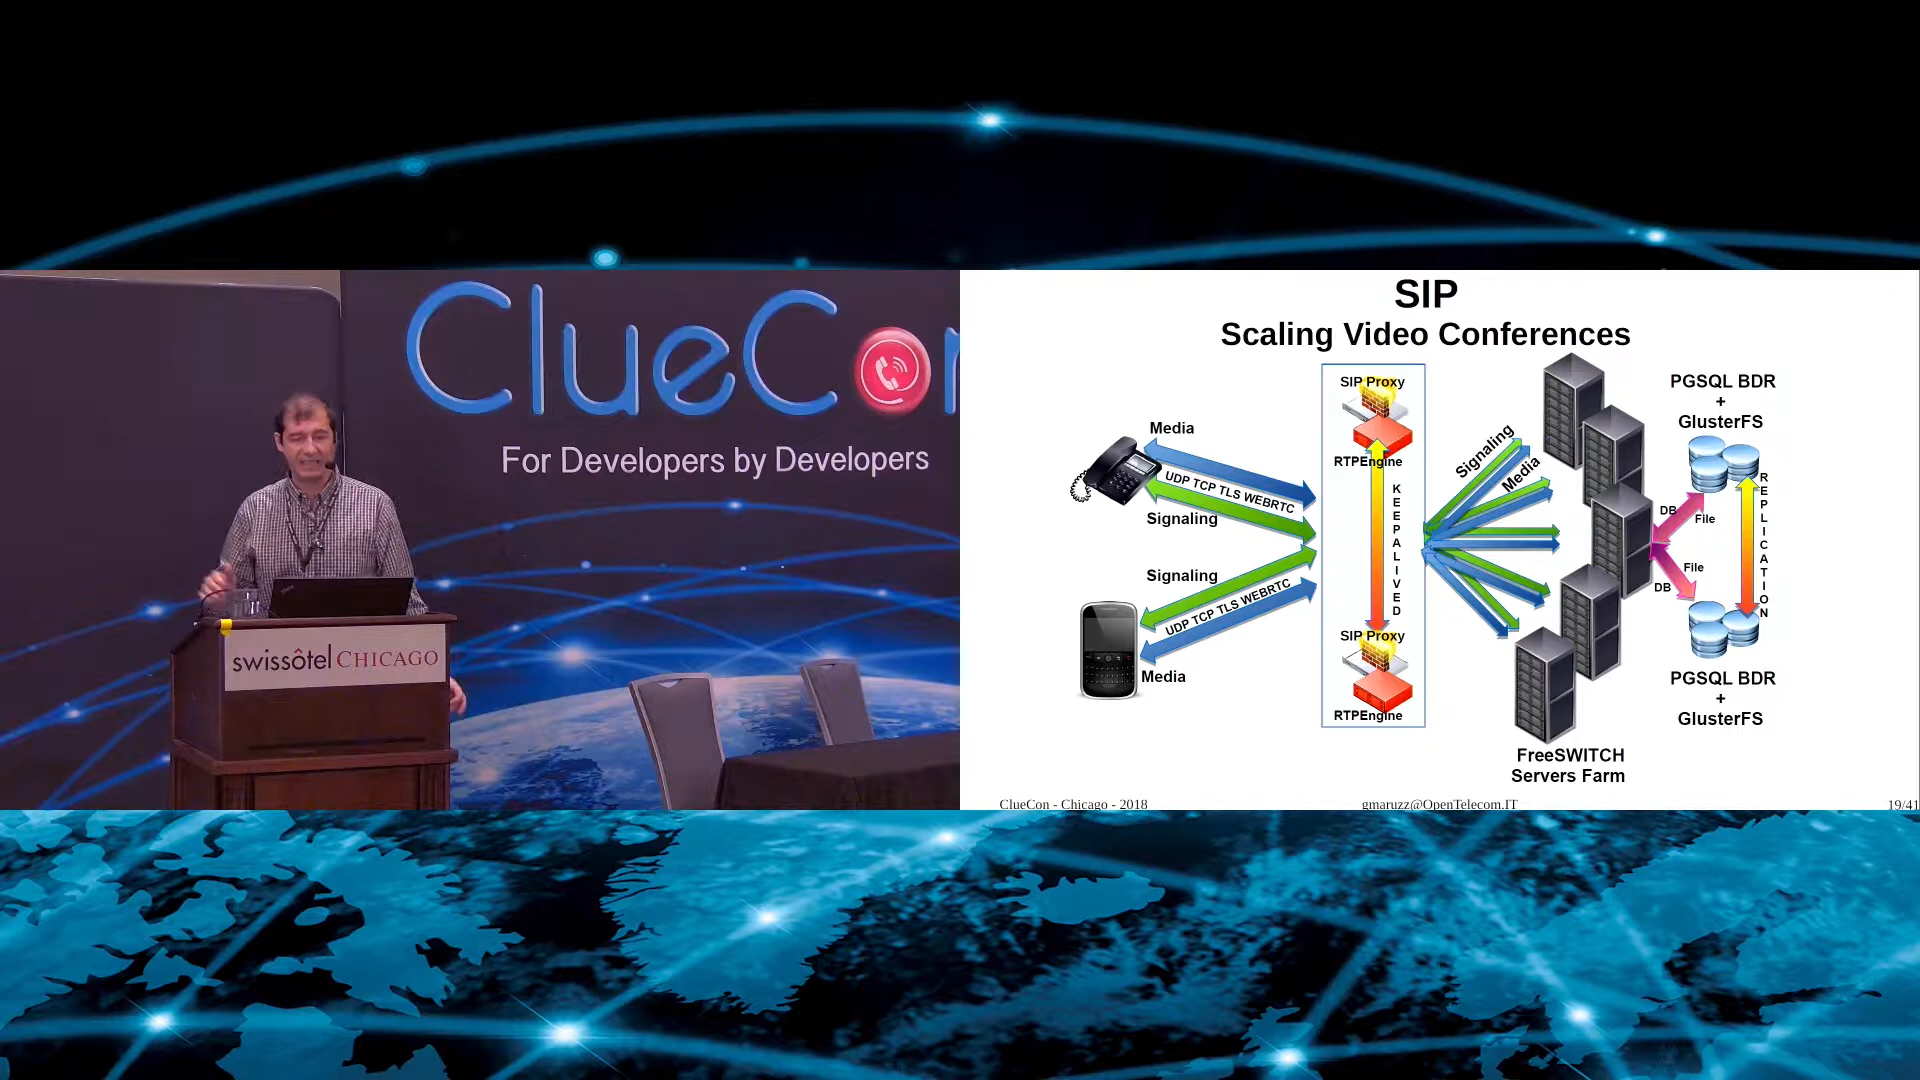 ClueCo
For Developers by Developers
swissôtel CHICAGO
SIP
Scaling Video Conferences
SIP Proxy
RTPEngine
KEEPALIVED
SIP Proxy
RTPEngine
Media
UDP TCP TLS WEBRTC
Signaling
Signaling
UDP TCP TLS WEBRTC
Media
Signaling
Media
FreeSWITCH
Servers Farm
PGSQL BDR
+
GlusterFS
DB
File
File
DB
REPLICATION
PGSQL BDR
+
GlusterFS
ClueCon - Chicago - 2018
gmaruzz@OpenTelecom.IT
19/41